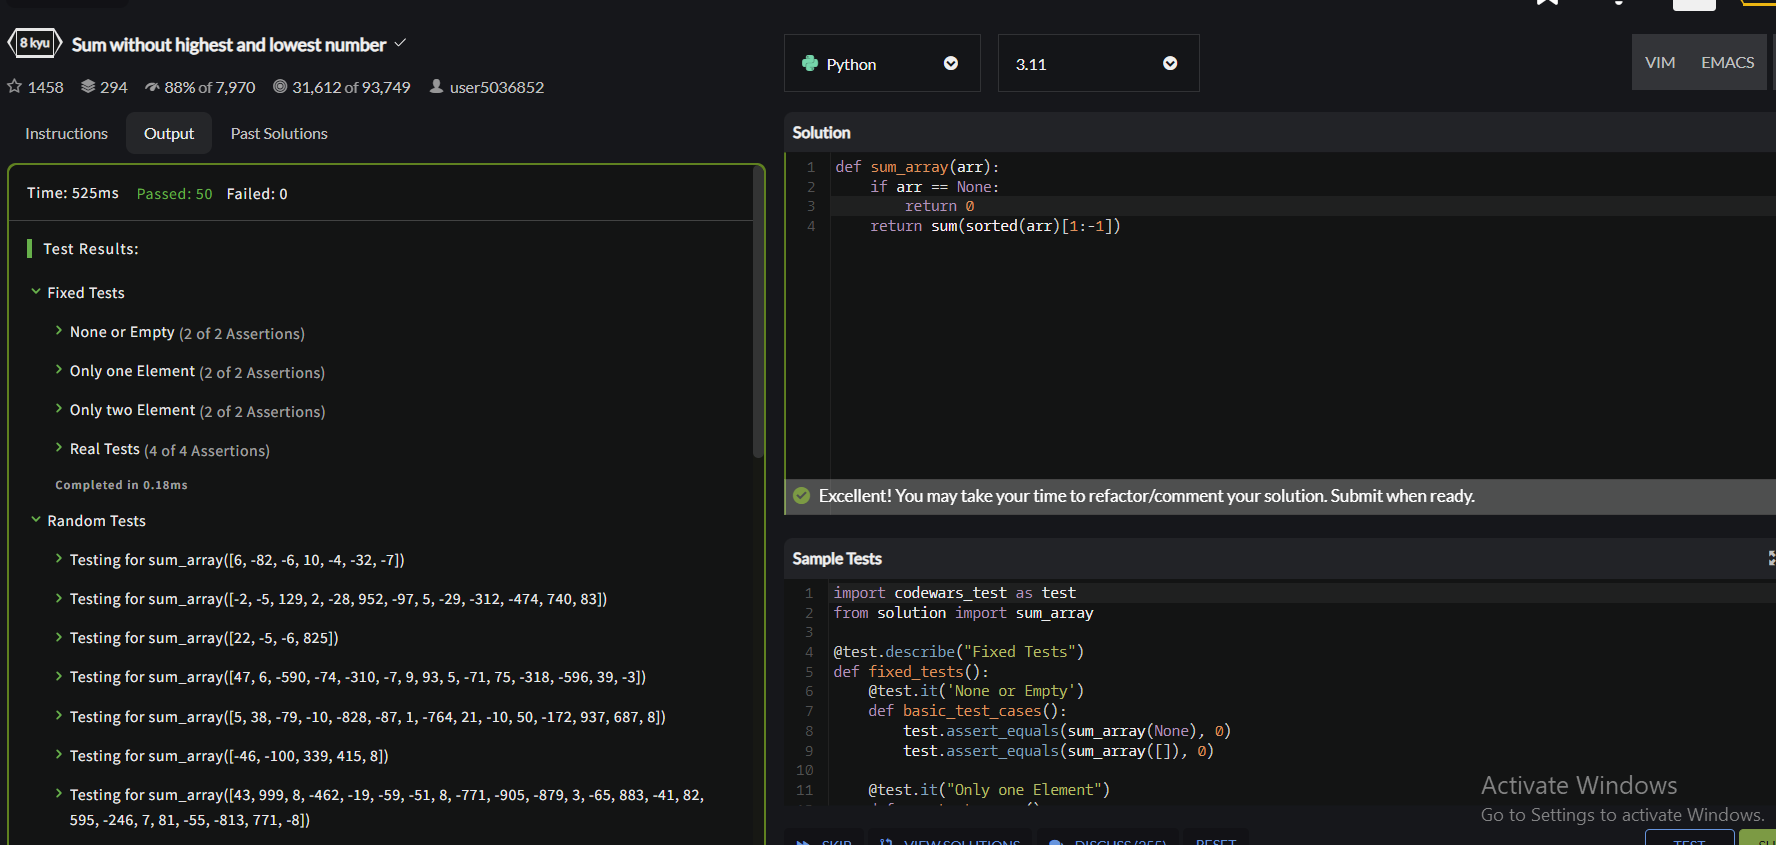 8 kyu
Sum without highest and lowest number
1458 294 88% of 7,970 31,612 of 93,749 user5036852
Instructions Output Past Solutions
Time: 525ms Passed: 50 Failed: 0
Test Results:
Fixed Tests
None or Empty (2 of 2 Assertions)
Only one Element (2 of 2 Assertions)
Only two Element (2 of 2 Assertions)
Real Tests (4 of 4 Assertions)
Completed in 0.18ms
Random Tests
Testing for sum_array([6, -82, -6, 10, -4, -32, -7])
Testing for sum_array([-2, -5, 129, 2, -28, 952, -97, 5, -29, -312, -474, 740, 83])
Testing for sum_array([22, -5, -6, 825])
Testing for sum_array([47, 6, -590, -74, -310, -7, 9, 93, 5, -71, 75, -318, -596, 39, -3])
Testing for sum_array([5, 38, -79, -10, -828, -87, 1, -764, 21, -10, 50, -172, 937, 687, 8])
Testing for sum_array([-46, -100, 339, 415, 8])
Testing for sum_array([43, 999, 8, -462, -19, -59, -51, 8, -771, -905, -879, 3, -65, 883, -41, 82,
595, -246, 7, 81, -55, -813, 771, -8])
Python 3.11 VIM EMACS
Solution
1 def sum_array(arr):
2 if arr == None:
3 return 0
4 return sum(sorted(arr)[1:-1])
Excellent! You may take your time to refactor/comment your solution. Submit when ready.
Sample Tests
1 import codewars_test as test
2 from solution import sum_array
3
4 @test.describe("Fixed Tests")
5 def fixed_tests():
6 @test.it('None or Empty')
7 def basic_test_cases():
8 test.assert_equals(sum_array(None), 0)
9 test.assert_equals(sum_array([]), 0)
10
11 @test.it("Only one Element")
Activate Windows
Go to Settings to activate Windows.
SKIP VIEW SOLUTIONS DISCUSS (255) RESET TEST